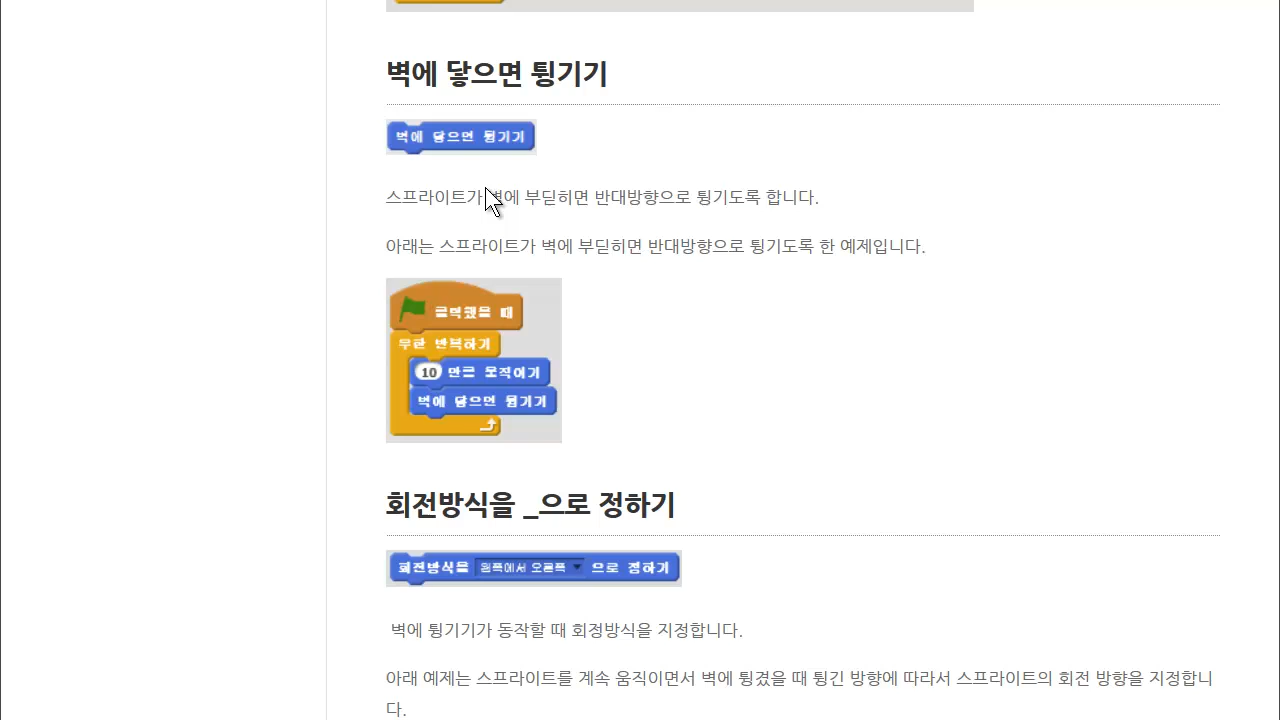 벽에 닿으면 튕기기
벽에 닿으면 튕기기
스프라이트가 벽에 부딛히면 반대방향으로 튕기도록 합니다.
아래는 스프라이트가 벽에 부딛히면 반대방향으로 튕기도록 한 예제입니다.
클릭했을 때
무한 반복하기
10 만큼 움직이기
벽에 닿으면 튕기기
회전방식을 _으로 정하기
회전방식을 왼쪽에서 오른쪽 으로 정하기
벽에 튕기기가 동작할 때 회정방식을 지정합니다.
아래 예제는 스프라이트를 계속 움직이면서 벽에 튕겼을 때 튕긴 방향에 따라서 스프라이트의 회전 방향을 지정합니
다.